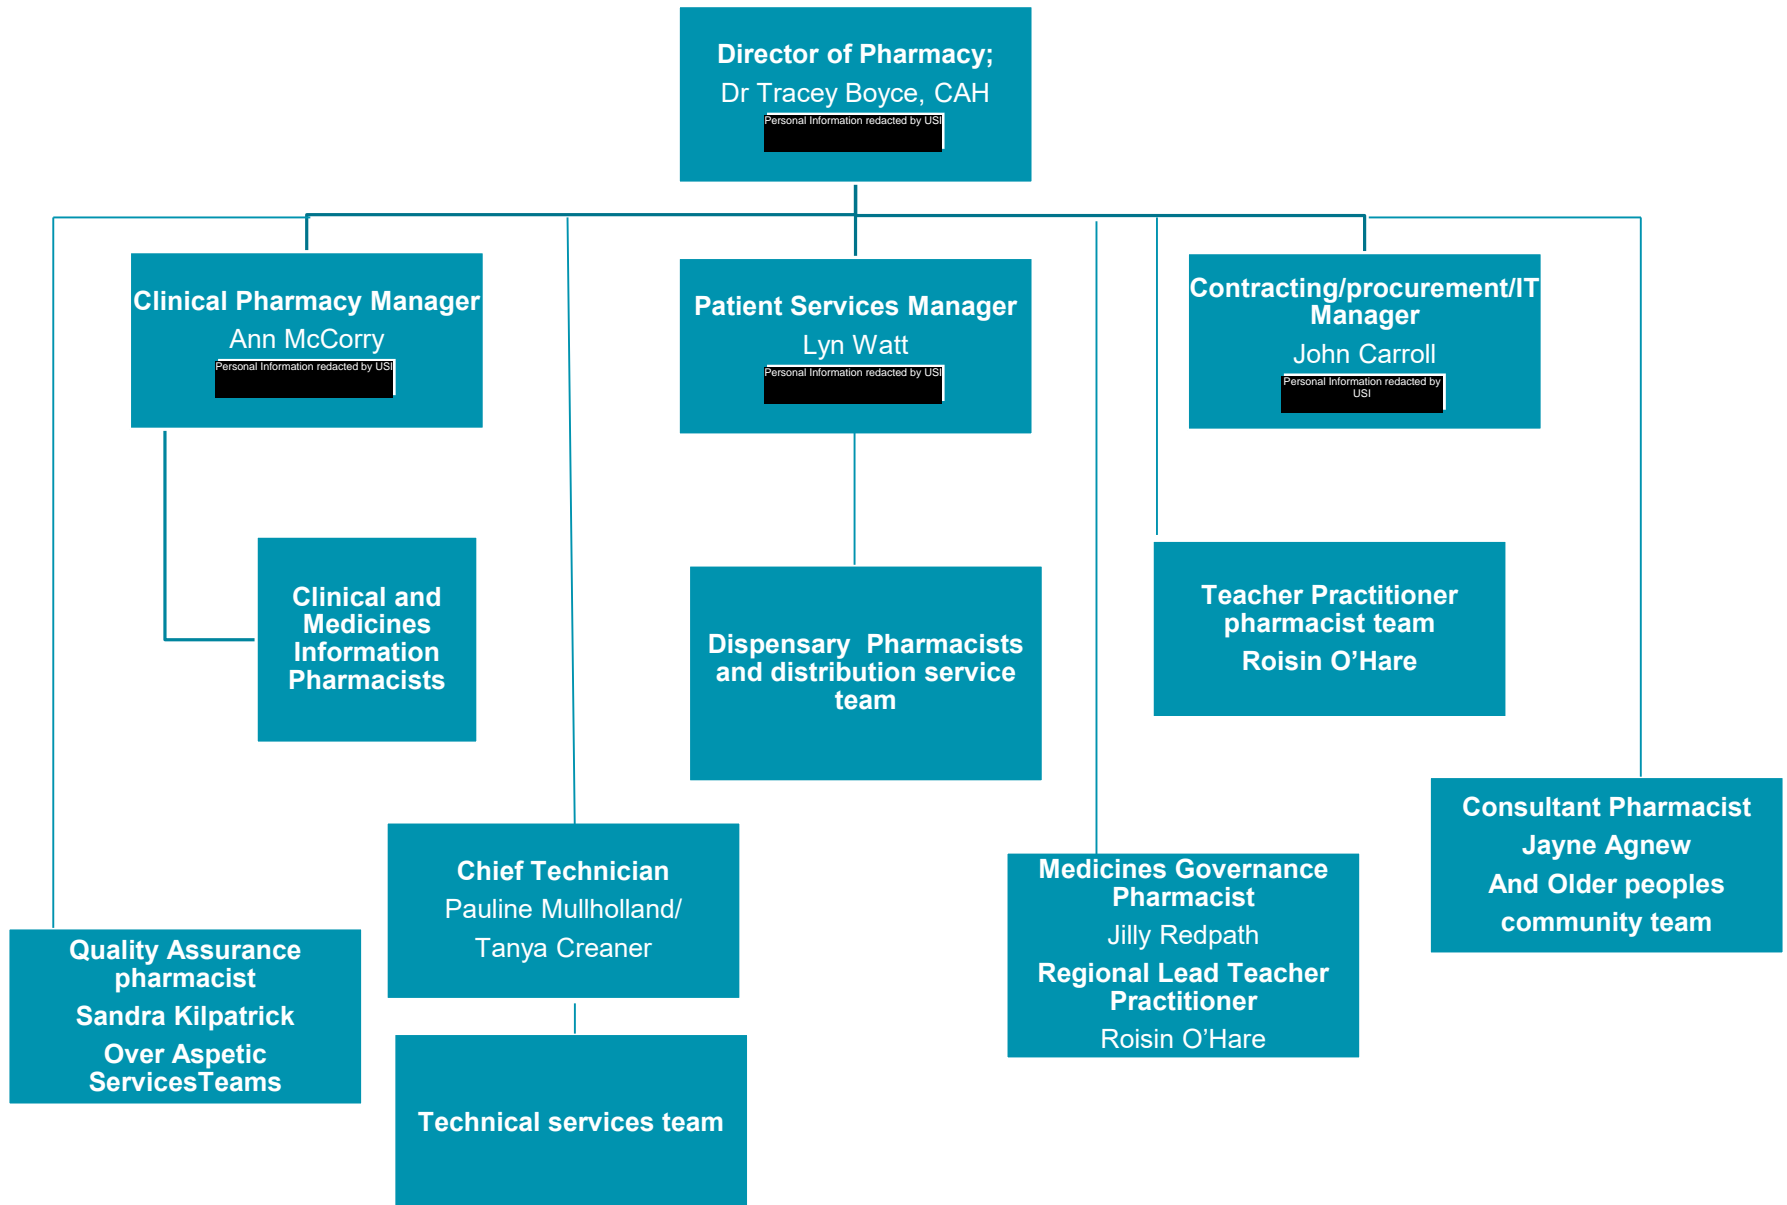 Director of Pharmacy;
Dr Tracey Boyce, CAH
Personal Information redacted by USI
Clinical Pharmacy Manager
Ann McCorry
Personal Information redacted by USI
Patient Services Manager
Lyn Watt
Personal Information redacted by USI
Contracting/procurement/IT
Manager
John Carroll
Personal Information redacted by
USI
Clinical and
Medicines
Information
Pharmacists
Dispensary Pharmacists
and distribution service
team
Teacher Practitioner
pharmacist team
Roisin O’Hare
Quality Assurance
pharmacist
Sandra Kilpatrick
Over Aspetic
ServicesTeams
Chief Technician
Pauline Mullholland/
Tanya Creaner
Technical services team
Medicines Governance
Pharmacist
Jilly Redpath
Regional Lead Teacher
Practitioner
Roisin O’Hare
Consultant Pharmacist
Jayne Agnew
And Older peoples
community team